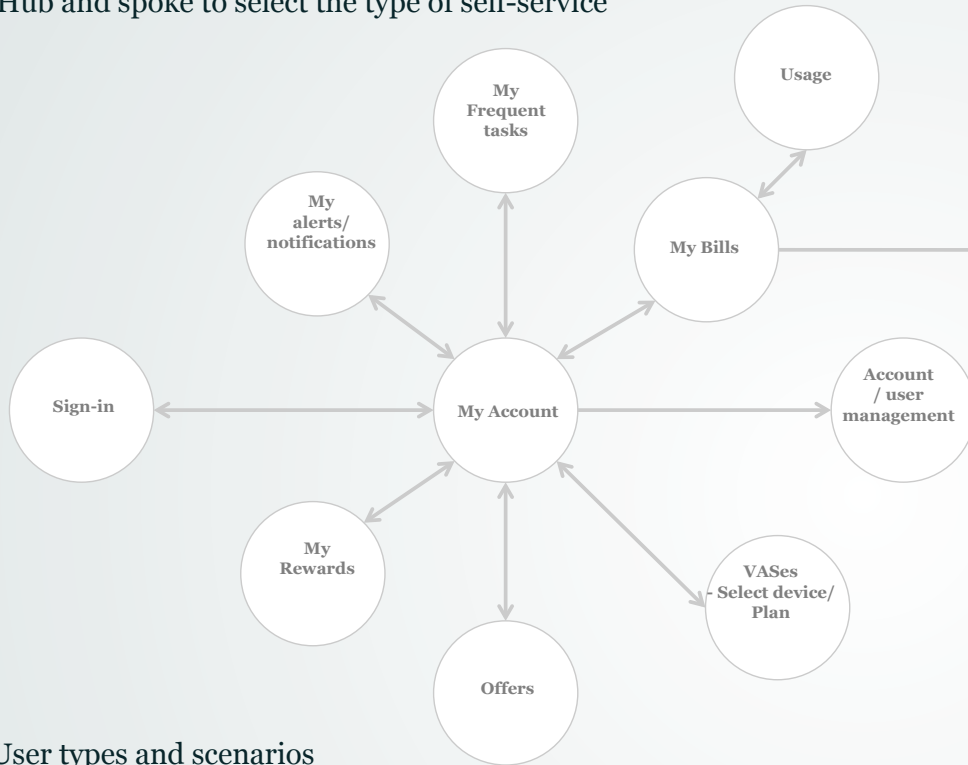 Hub and spoke to select the type of self-service
Usage
My
Frequent
tasks
My
alerts/
notifications
My Bills
Sign-in
My Account
Account
/ user
management
My
Rewards
VASes
- Select device/
Plan
Offers
User types and scenarios